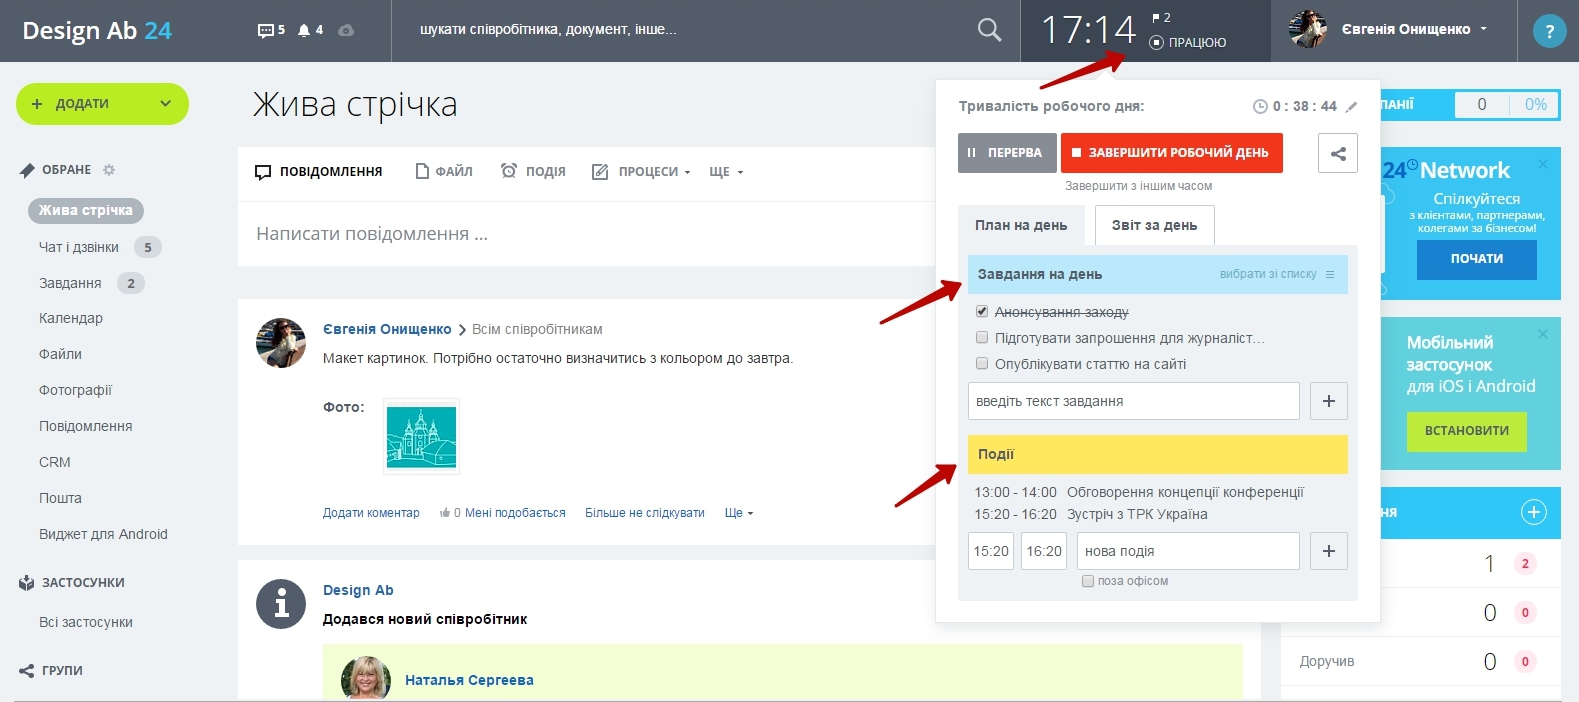 Design Ab 24
5
4
шукати співробітника, документ, інше...
17:14
2
ПРАЦЮЮ
Євгенія Онищенко
?
ДОДАТИ
ОБРАНЕ
Жива стрічка
Чат і дзвінки 5
Завдання 2
Календар
Файли
Фотографії
Повідомлення
CRM
Пошта
Виджет для Android
ЗАСТОСУНКИ
Всі застосунки
ГРУПИ
Жива стрічка
ПОВІДОМЛЕННЯ ФАЙЛ ПОДІЯ ПРОЦЕСИ ЩЕ
Написати повідомлення ...
Євгенія Онищенко > Всім співробітникам
Макет картинок. Потрібно остаточно визначитись з кольором до завтра.
Фото:
Додати коментар 0 Мені подобається Більше не слідкувати Ще
Design Ab
Додався новий співробітник
Наталья Сергеева
Тривалість робочого дня: 0 : 38 : 44
ПЕРЕРВА ЗАВЕРШИТИ РОБОЧИЙ ДЕНЬ
Завершити з іншим часом
План на день Звіт за день
Завдання на день вибрати зі списку
Анонсування заходу
Підготувати запрошення для журналіст...
Опублікувати статтю на сайті
введіть текст завдання +
Події
13:00 - 14:00 Обговорення концепції конференції
15:20 - 16:20 Зустріч з ТРК Україна
15:20 16:20 нова подія +
поза офісом
ПАНІЇ 0 0%
24 Network
Спілкуйтеся
з клієнтами, партнерами,
колегами за бізнесом!
ПОЧАТИ
Мобільний
застосунок
для iOS і Android
ВСТАНОВИТИ
НЯ
1 2
0 0
Доручив 0 0